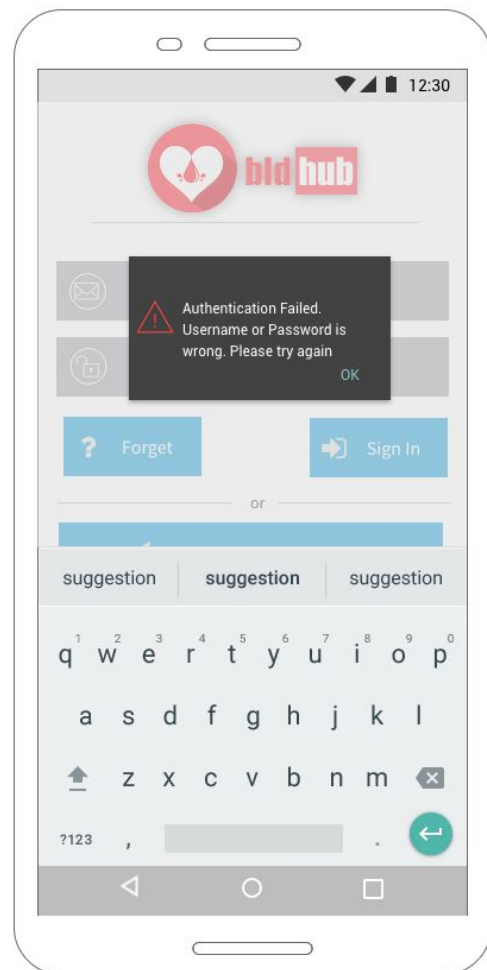 12:30
bld hub
Authentication Failed.
Username or Password is
wrong. Please try again
OK
? Forget
Sign In
or
suggestion suggestion suggestion
1 2 3 4 5 6 7 8 9 0
q w e r t y u i o p
a s d f g h j k l
z x c v b n m
?123 , .